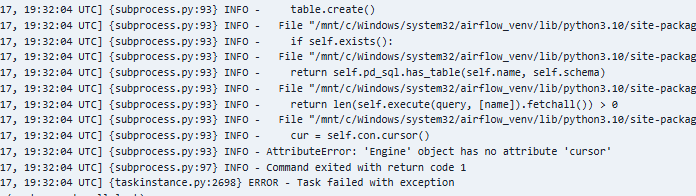 17, 19:32:04 UTC] {subprocess.py:93} INFO -     table.create()
17, 19:32:04 UTC] {subprocess.py:93} INFO -   File "/mnt/c/Windows/system32/airflow_venv/lib/python3.10/site-packag
17, 19:32:04 UTC] {subprocess.py:93} INFO -     if self.exists():
17, 19:32:04 UTC] {subprocess.py:93} INFO -   File "/mnt/c/Windows/system32/airflow_venv/lib/python3.10/site-packag
17, 19:32:04 UTC] {subprocess.py:93} INFO -     return self.pd_sql.has_table(self.name, self.schema)
17, 19:32:04 UTC] {subprocess.py:93} INFO -   File "/mnt/c/Windows/system32/airflow_venv/lib/python3.10/site-packag
17, 19:32:04 UTC] {subprocess.py:93} INFO -     return len(self.execute(query, [name]).fetchall()) > 0
17, 19:32:04 UTC] {subprocess.py:93} INFO -   File "/mnt/c/Windows/system32/airflow_venv/lib/python3.10/site-packag
17, 19:32:04 UTC] {subprocess.py:93} INFO -     cur = self.con.cursor()
17, 19:32:04 UTC] {subprocess.py:93} INFO - AttributeError: 'Engine' object has no attribute 'cursor'
17, 19:32:04 UTC] {subprocess.py:97} INFO - Command exited with return code 1
17, 19:32:04 UTC] {taskinstance.py:2698} ERROR - Task failed with exception